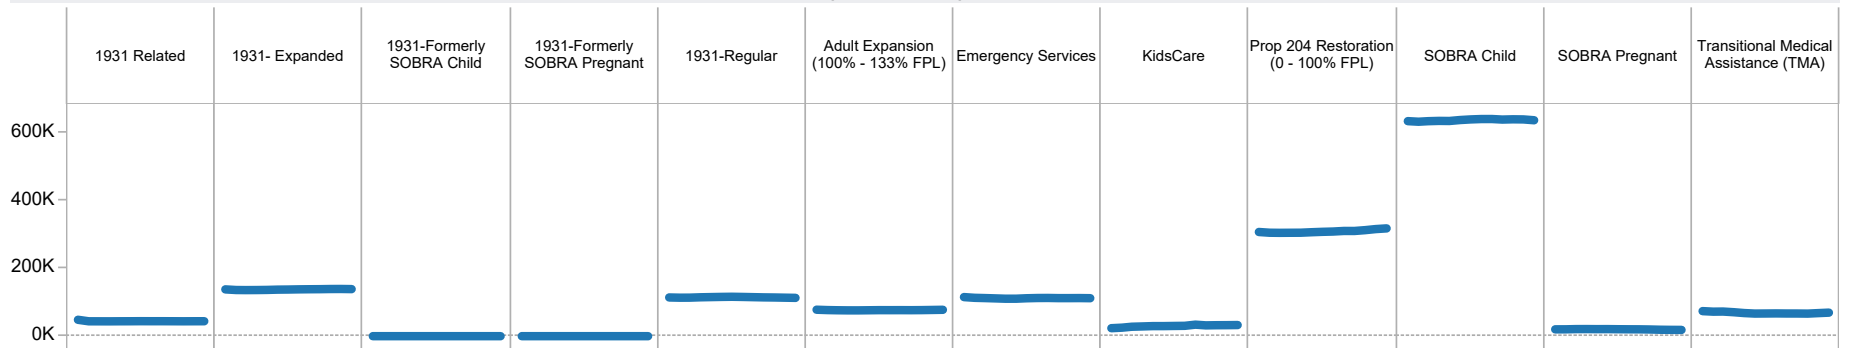 1931 Related
1931- Expanded
1931-Formerly
SOBRA Child
1931-Formerly
SOBRA Pregnant
1931-Regular
Adult Expansion
(100% - 133% FPL)
Emergency Services
KidsCare
Prop 204 Restoration
(0 - 100% FPL)
SOBRA Child
SOBRA Pregnant
Transitional Medical
Assistance (TMA)
600K
400K
200K
0K